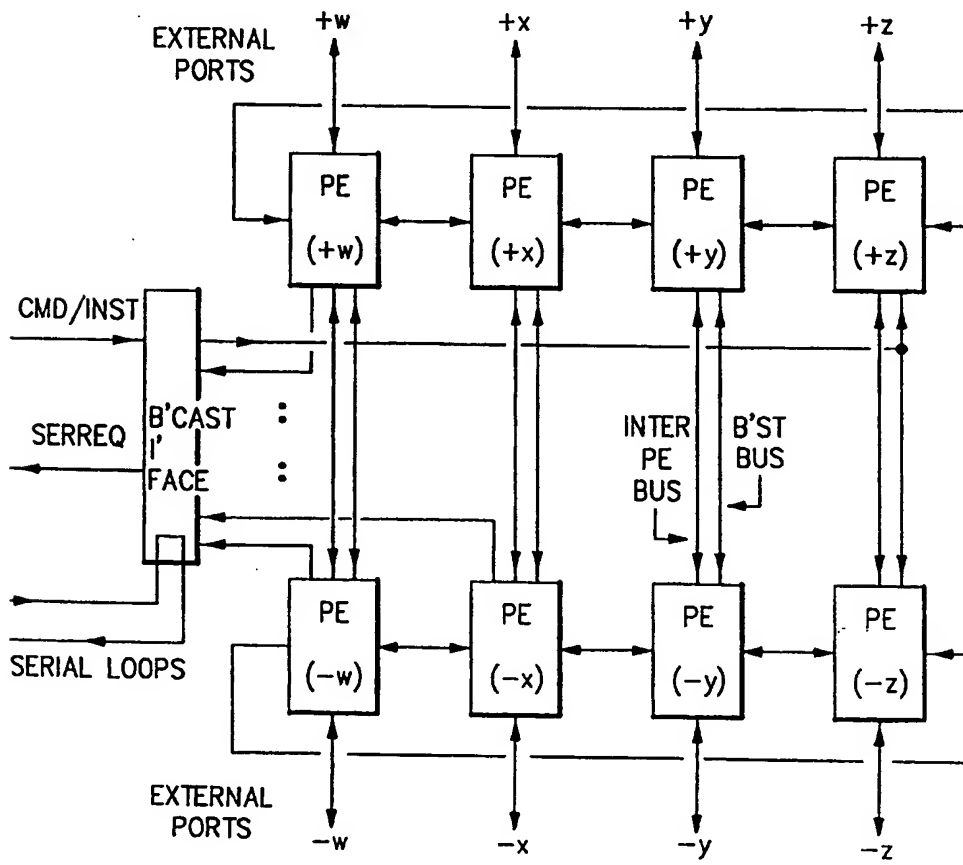 EXTERNAL
PORTS
+w
+x
+y
+z
PE
(+w)
PE
(+x)
PE
(+y)
PE
(+z)
CMD/INST
SERREQ
B'CAST
I'
FACE
SERIAL LOOPS
INTER
PE
BUS
B'ST
BUS
PE
(−w)
PE
(−x)
PE
(−y)
PE
(−z)
EXTERNAL
PORTS
−w
−x
−y
−z